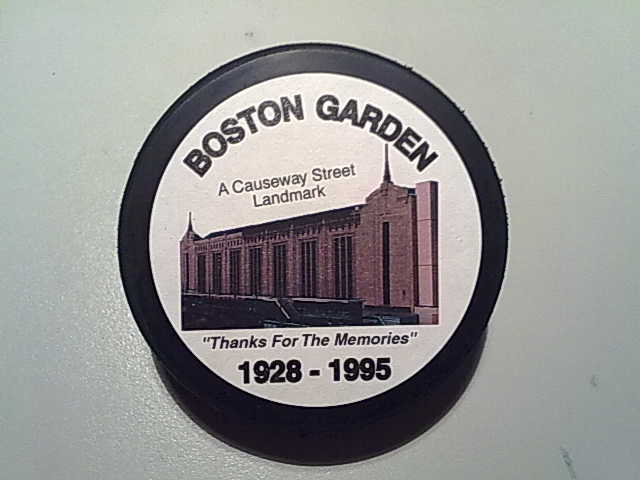 BOSTON GARDEN
A Causeway Street
Landmark
"Thanks For The Memories"
1928 - 1995